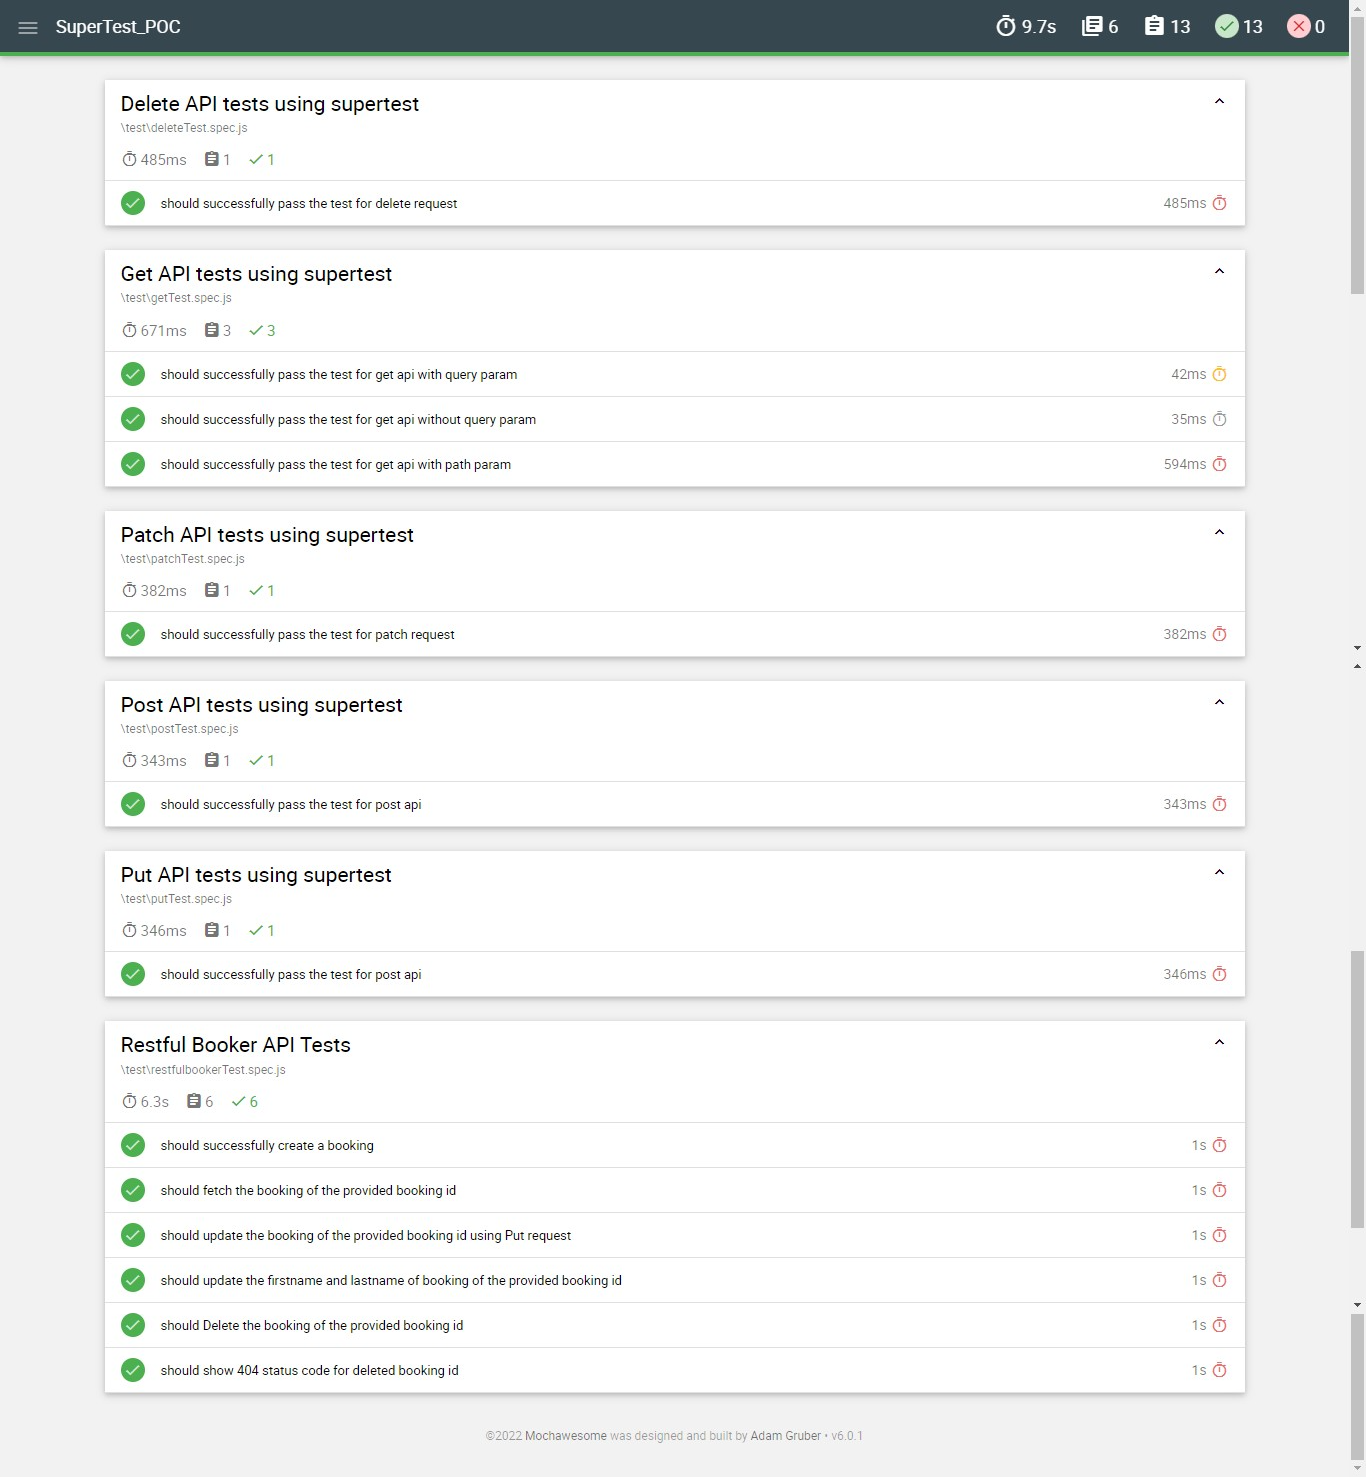 SuperTest_POC 9.7s 6 13 13 0
Delete API tests using supertest
\test\deleteTest.spec.js
485ms 1 1
should successfully pass the test for delete request 485ms
Get API tests using supertest
\test\getTest.spec.js
671ms 3 3
should successfully pass the test for get api with query param 42ms
should successfully pass the test for get api without query param 35ms
should successfully pass the test for get api with path param 594ms
Patch API tests using supertest
\test\patchTest.spec.js
382ms 1 1
should successfully pass the test for patch request 382ms
Post API tests using supertest
\test\postTest.spec.js
343ms 1 1
should successfully pass the test for post api 343ms
Put API tests using supertest
\test\putTest.spec.js
346ms 1 1
should successfully pass the test for post api 346ms
Restful Booker API Tests
\test\restfulbookerTest.spec.js
6.3s 6 6
should successfully create a booking 1s
should fetch the booking of the provided booking id 1s
should update the booking of the provided booking id using Put request 1s
should update the firstname and lastname of booking of the provided booking id 1s
should Delete the booking of the provided booking id 1s
should show 404 status code for deleted booking id 1s
©2022 Mochawesome was designed and built by Adam Gruber • v6.0.1